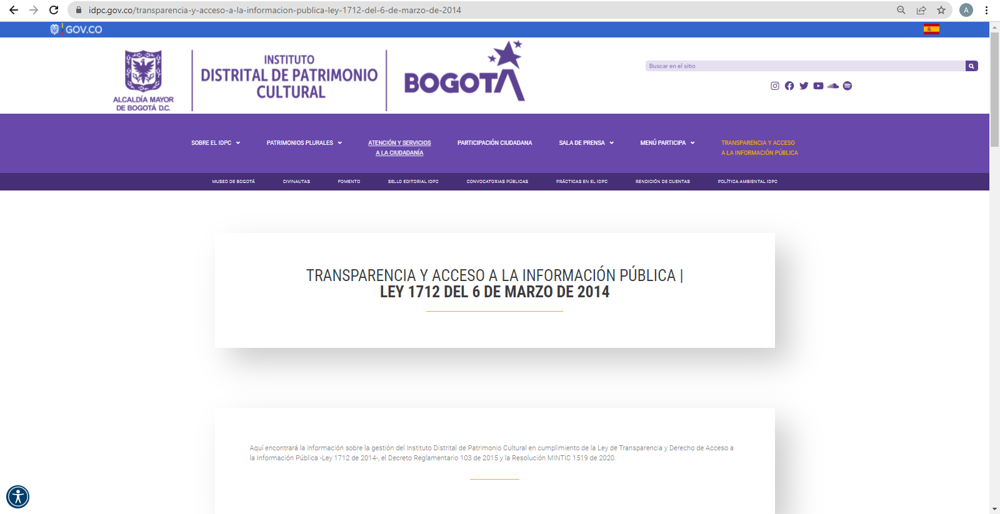 idpc.gov.co/transparencia-y-acceso-a-la-informacion-publica-ley-1712-del-6-de-marzo-de-2014
A
GOV.CO
ALCALDÍA MAYOR
DE BOGOTÁ D.C.
INSTITUTO
DISTRITAL DE PATRIMONIO
CULTURAL
BOGOTÁ
Buscar en el sitio
SOBRE EL IDPC
PATRIMONIOS PLURALES
ATENCIÓN Y SERVICIOS
A LA CIUDADANÍA
PARTICIPACIÓN CIUDADANA
SALA DE PRENSA
MENÚ PARTICIPA
TRANSPARENCIA Y ACCESO
A LA INFORMACIÓN PÚBLICA
MUSEO DE BOGOTÁ
CIVINAUTAS
FOMENTO
SELLO EDITORIAL IDPC
CONVOCATORIAS PÚBLICAS
PRÁCTICAS EN EL IDPC
RENDICIÓN DE CUENTAS
POLÍTICA AMBIENTAL IDPC
TRANSPARENCIA Y ACCESO A LA INFORMACIÓN PÚBLICA |
LEY 1712 DEL 6 DE MARZO DE 2014
Aquí encontrará la información sobre la gestión del Instituto Distrital de Patrimonio Cultural en cumplimiento de la Ley de Transparencia y Derecho de Acceso a
la Información Pública -Ley 1712 de 2014-, el Decreto Reglamentario 103 de 2015 y la Resolución MINTIC 1519 de 2020.